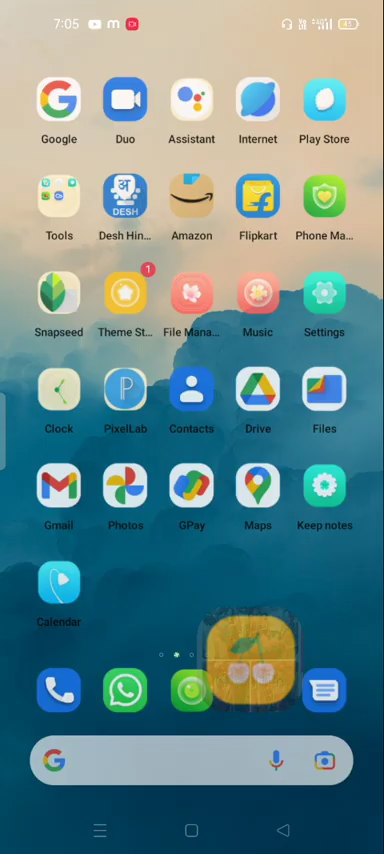 7:05
Google Duo Assistant Internet Play Store
अ
DESH
Tools Desh Hin... Amazon Flipkart Phone Ma...
1
Snapseed Theme St... File Mana... Music Settings
Clock PixelLab Contacts Drive Files
Gmail Photos GPay Maps Keep notes
Calendar